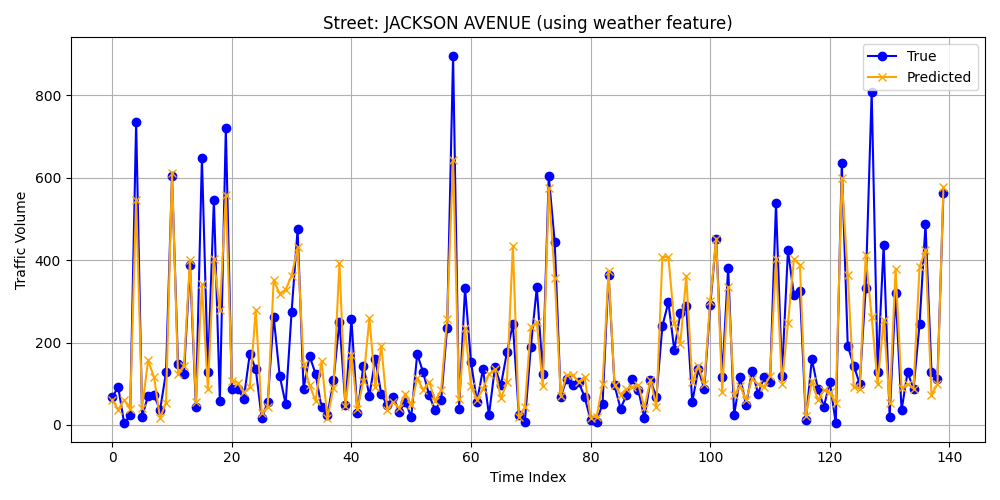 Street: JACKSON AVENUE (using weather feature)
True
Predicted
Traffic Volume
800
600
400
200
0
0 20 40 60 80 100 120 140
Time Index